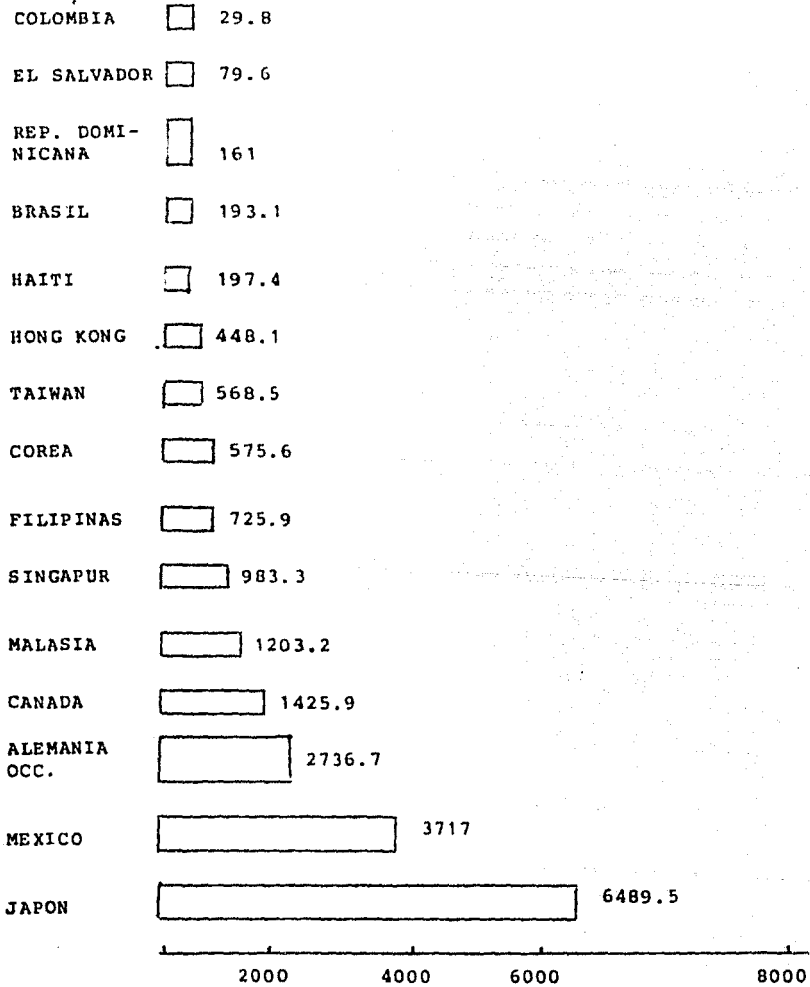 COLOMBIA 29.8
EL SALVADOR 79.6
REP. DOMI-
NICANA 161
BRASIL 193.1
HAITI 197.4
HONG KONG 448.1
TAIWAN 568.5
COREA 575.6
FILIPINAS 725.9
SINGAPUR 983.3
MALASIA 1203.2
CANADA 1425.9
ALEMANIA
OCC. 2736.7
MEXICO 3717
JAPON 6489.5
2000 4000 6000 8000